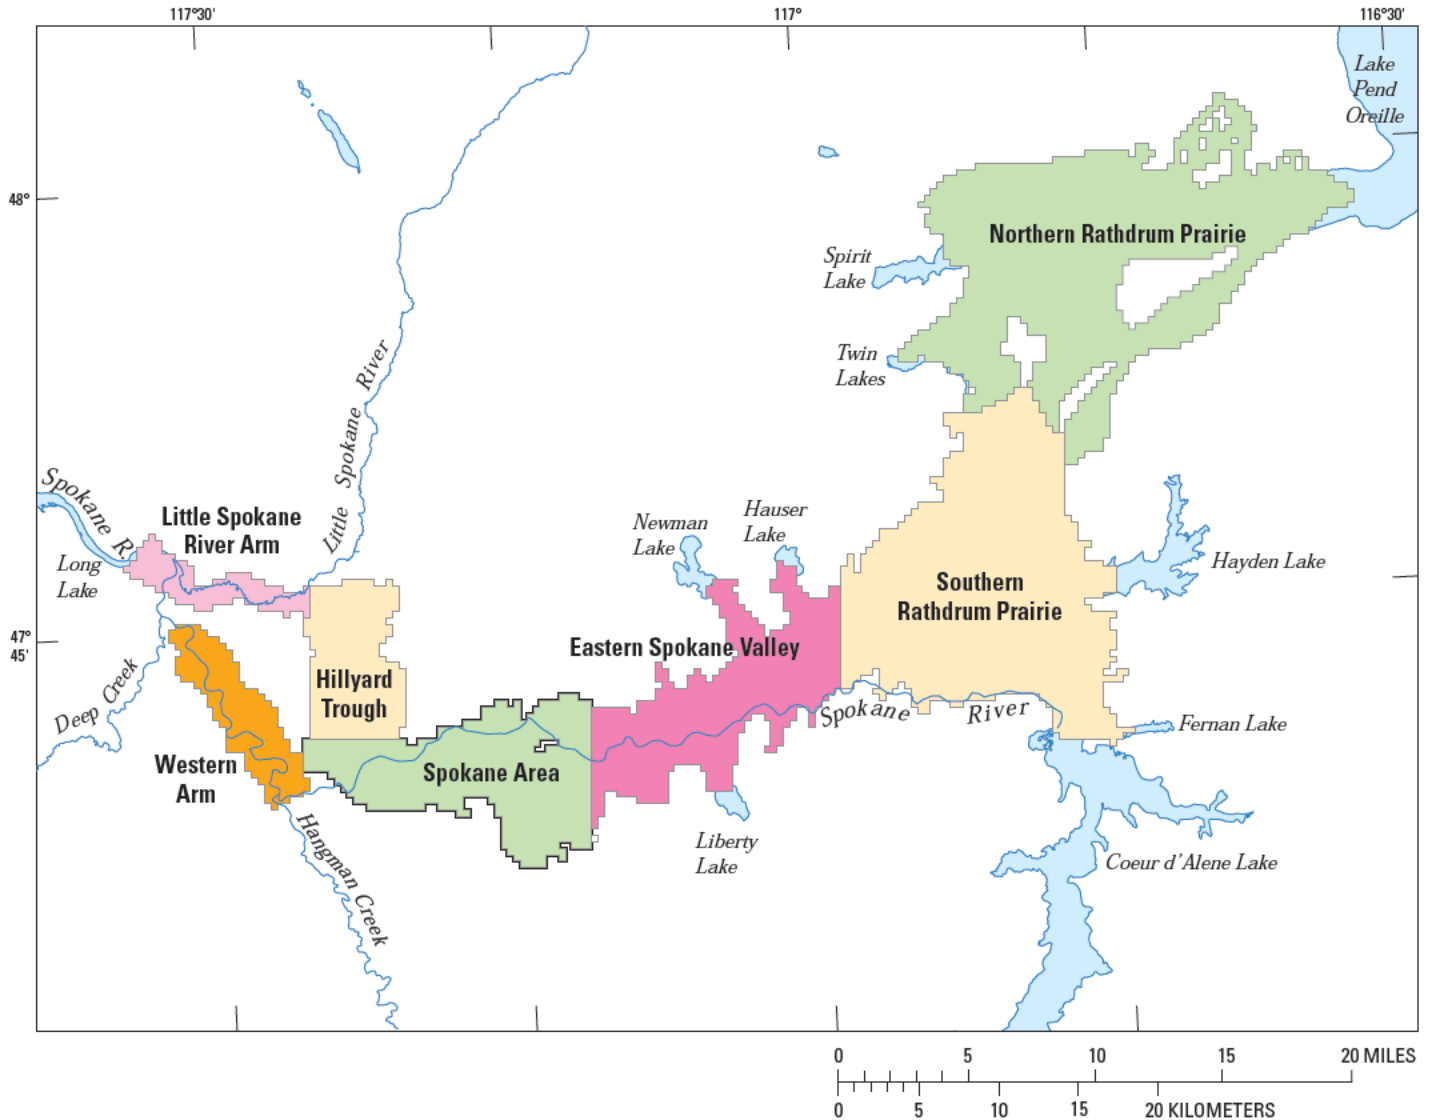 117°30'
117°
116°30'
Lake
Pend
Oreille
48°
Northern Rathdrum Prairie
Spirit
Lake
Twin
Lakes
Little Spokane River
Spokane R.
Long
Lake
Little Spokane
River Arm
Newman
Lake
Hauser
Lake
Hayden Lake
Southern
Rathdrum Prairie
47°
45'
Eastern Spokane Valley
Hillyard
Trough
Deep Creek
Spokane River
Fernan Lake
Western
Arm
Spokane Area
Hangman Creek
Liberty
Lake
Coeur d'Alene Lake
0 5 10 15 20 MILES
0 5 10 15 20 KILOMETERS